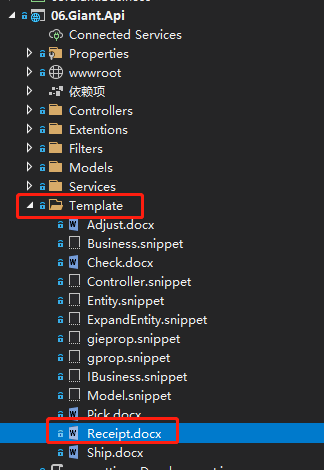 06.Giant.Api
Connected Services
Properties
wwwroot
依赖项
Controllers
Extentions
Filters
Models
Services
Template
Adjust.docx
Business.snippet
Check.docx
Controller.snippet
Entity.snippet
ExpandEntity.snippet
gieprop.snippet
gprop.snippet
IBusiness.snippet
Model.snippet
Pick.docx
Receipt.docx
Ship.docx